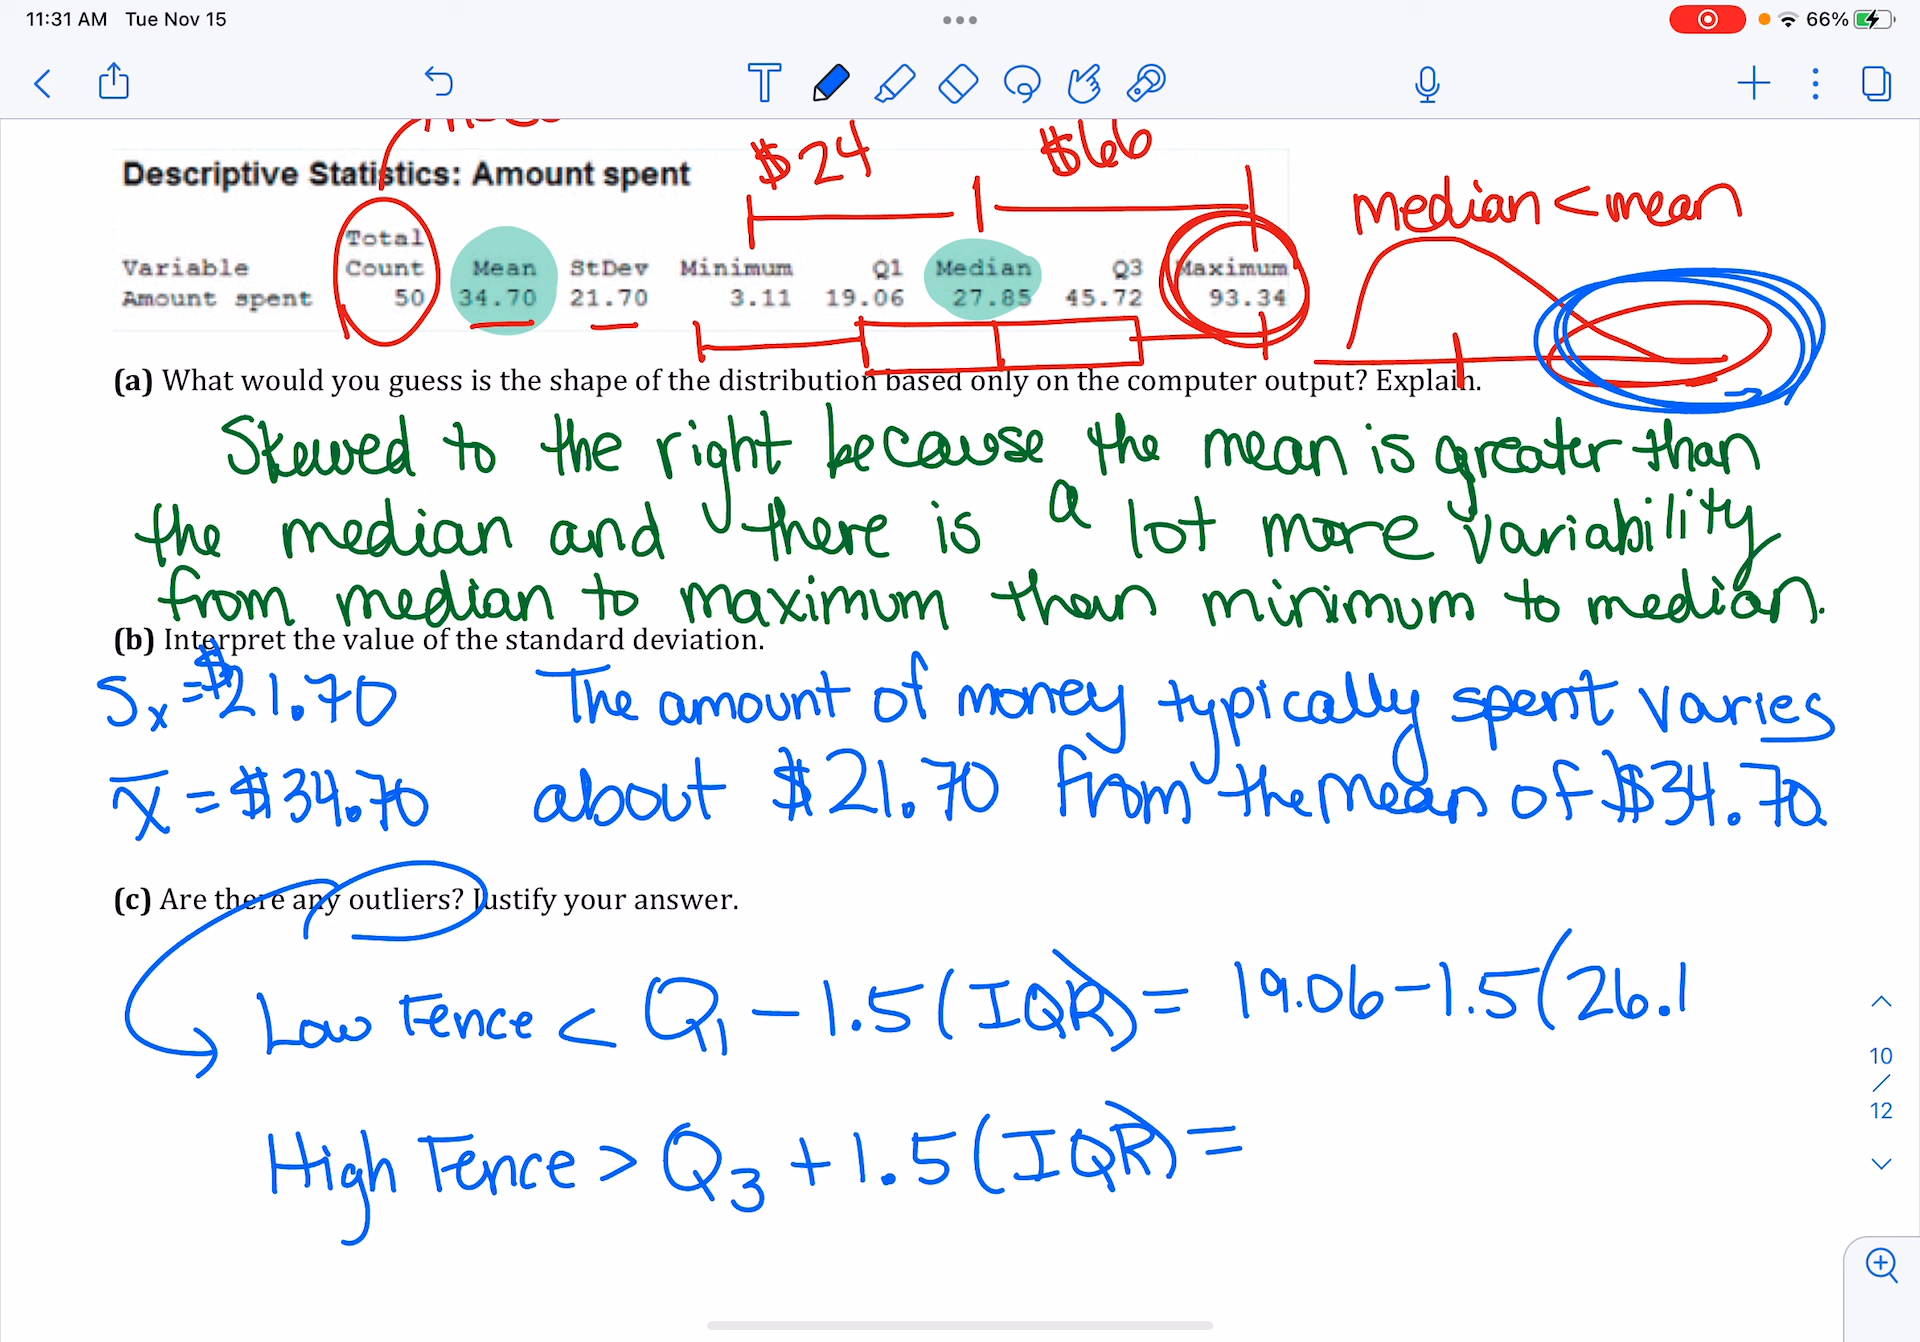 11:31 AM Tue Nov 15
66%
$24
$66
Descriptive Statistics: Amount spent
median < mean
Total
Variable Count Mean StDev Minimum Q1 Median Q3 Maximum
Amount spent 50 34.70 21.70 3.11 19.06 27.85 45.72 93.34
(a) What would you guess is the shape of the distribution based only on the computer output? Explain.
Skewed to the right because the mean is greater than
the median and there is a lot more variability
from median to maximum than minimum to median.
(b) Interpret the value of the standard deviation.
Sx = $21.70 The amount of money typically spent varies
x̄ = $34.70 about $21.70 from the mean of $34.70
(c) Are there any outliers? Justify your answer.
Low Fence < Q1 - 1.5 (IQR) = 19.06 - 1.5(26.1
High Fence > Q3 + 1.5 (IQR) =
10
/
12